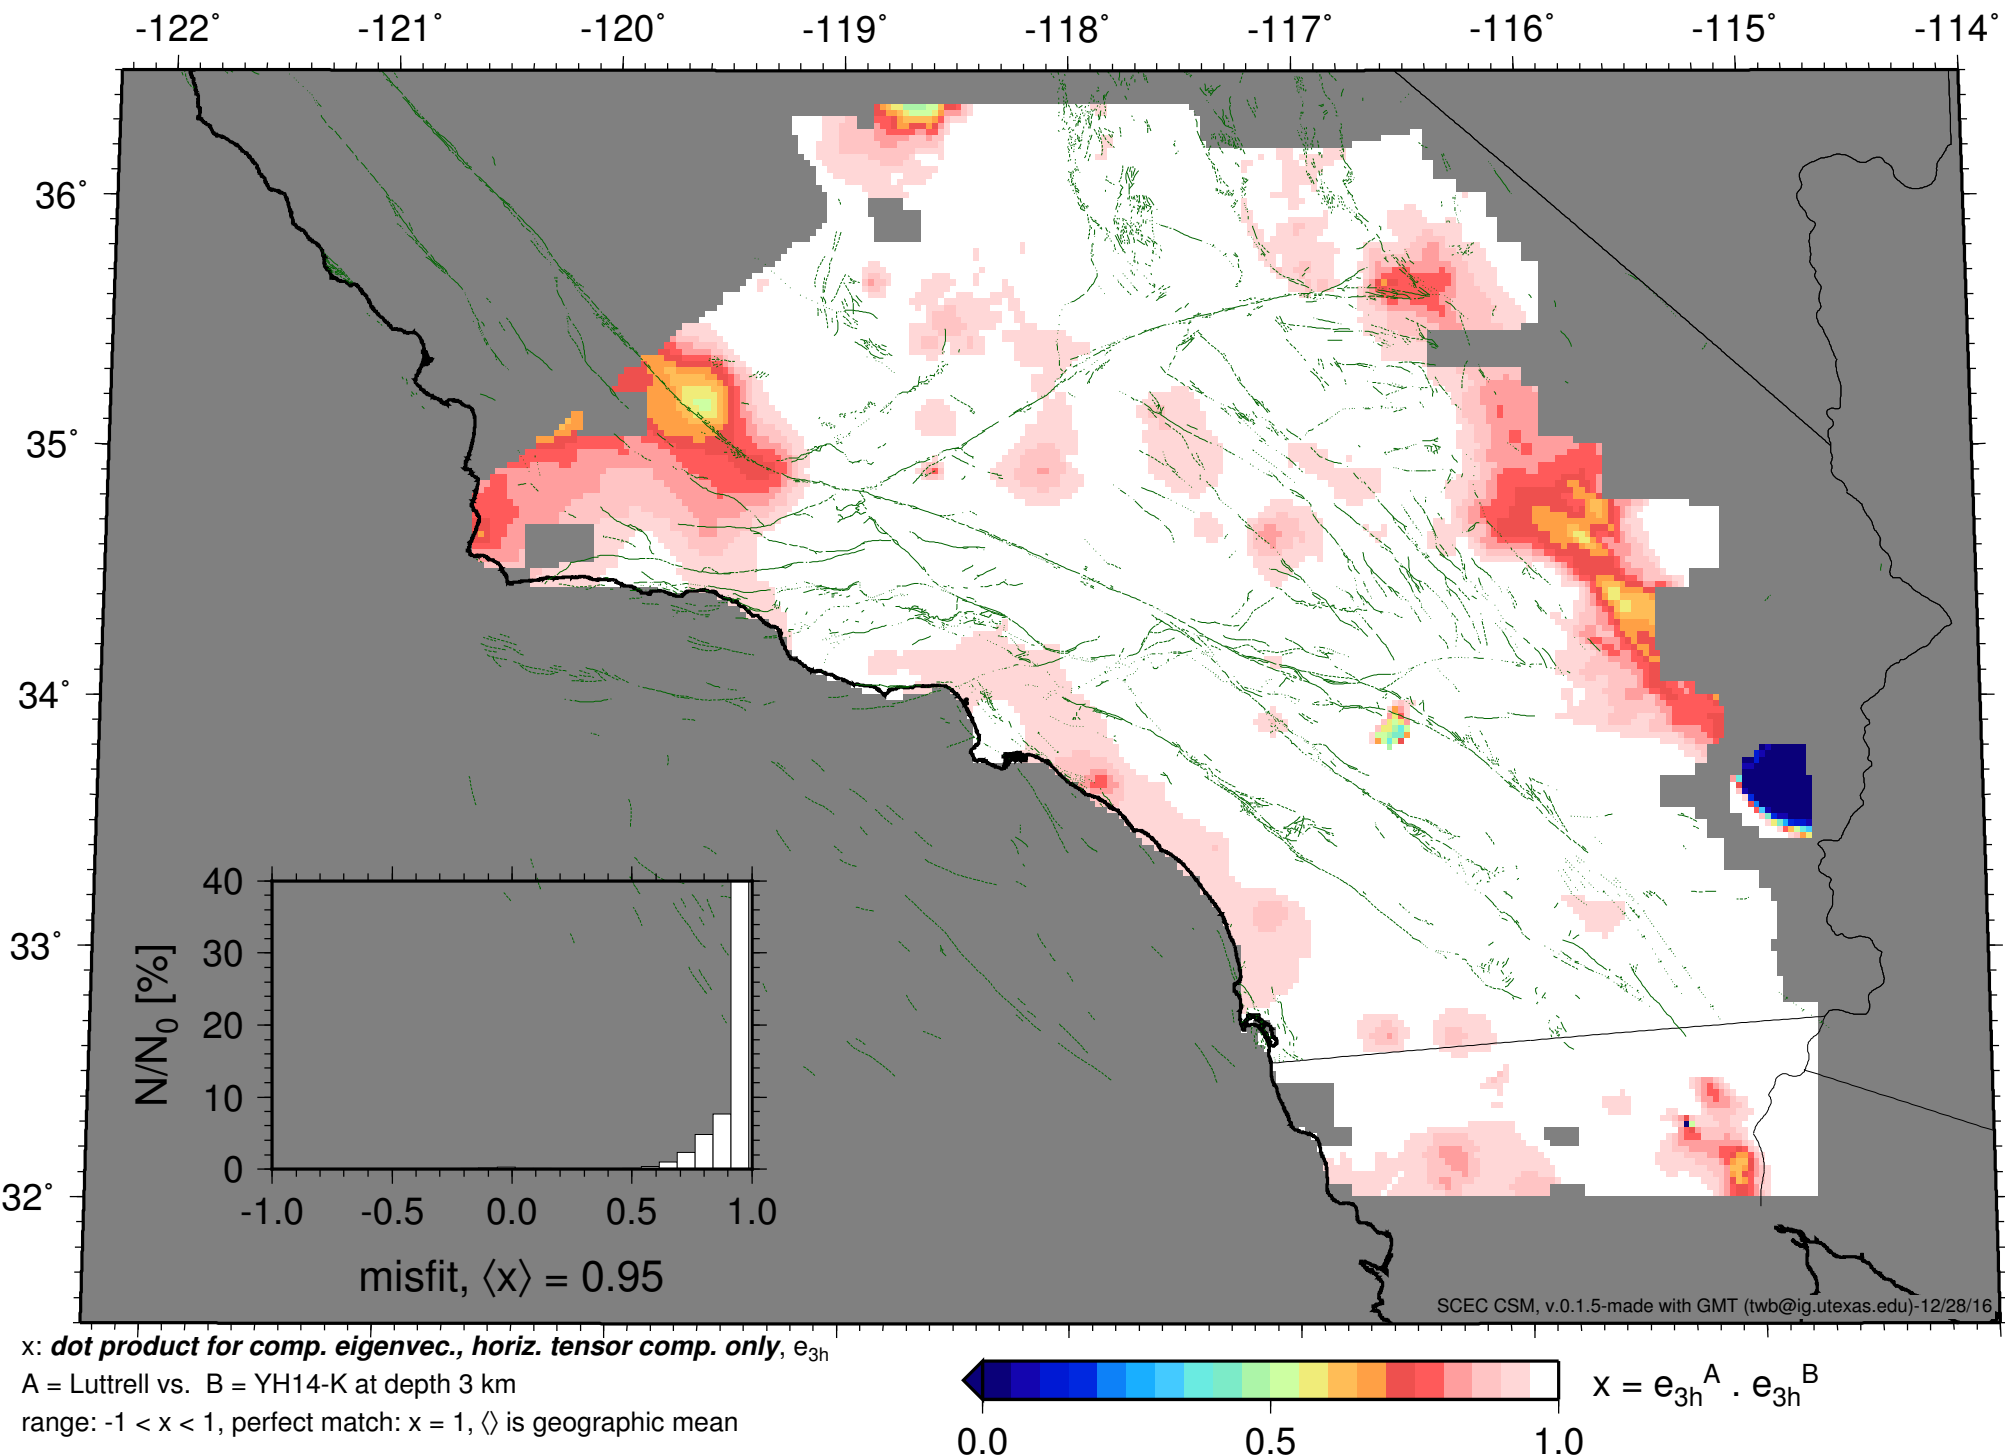 -122° -121° -120° -119° -118° -117° -116° -115° -114°
36°
35°
34°
33°
32°
40
30
20
10
0
N/N0 [%]
-1.0 -0.5 0.0 0.5 1.0
misfit, ⟨x⟩ = 0.95
SCEC CSM, v.0.1.5-made with GMT (twb@ig.utexas.edu)-12/28/16
x: dot product for comp. eigenvec., horiz. tensor comp. only, e3h
A = Luttrell vs. B = YH14-K at depth 3 km
range: -1 < x < 1, perfect match: x = 1, ⟨⟩ is geographic mean
x = e3h^A . e3h^B
0.0 0.5 1.0